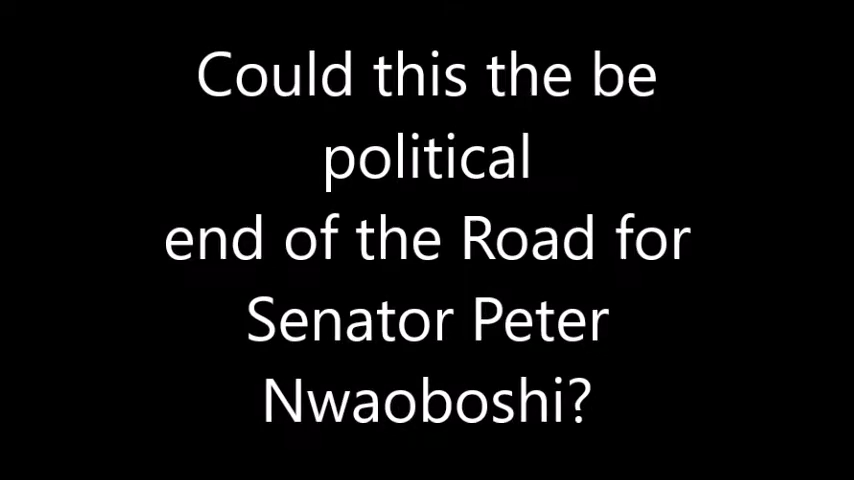 Could this the be
political
end of the Road for
Senator Peter
Nwaoboshi?